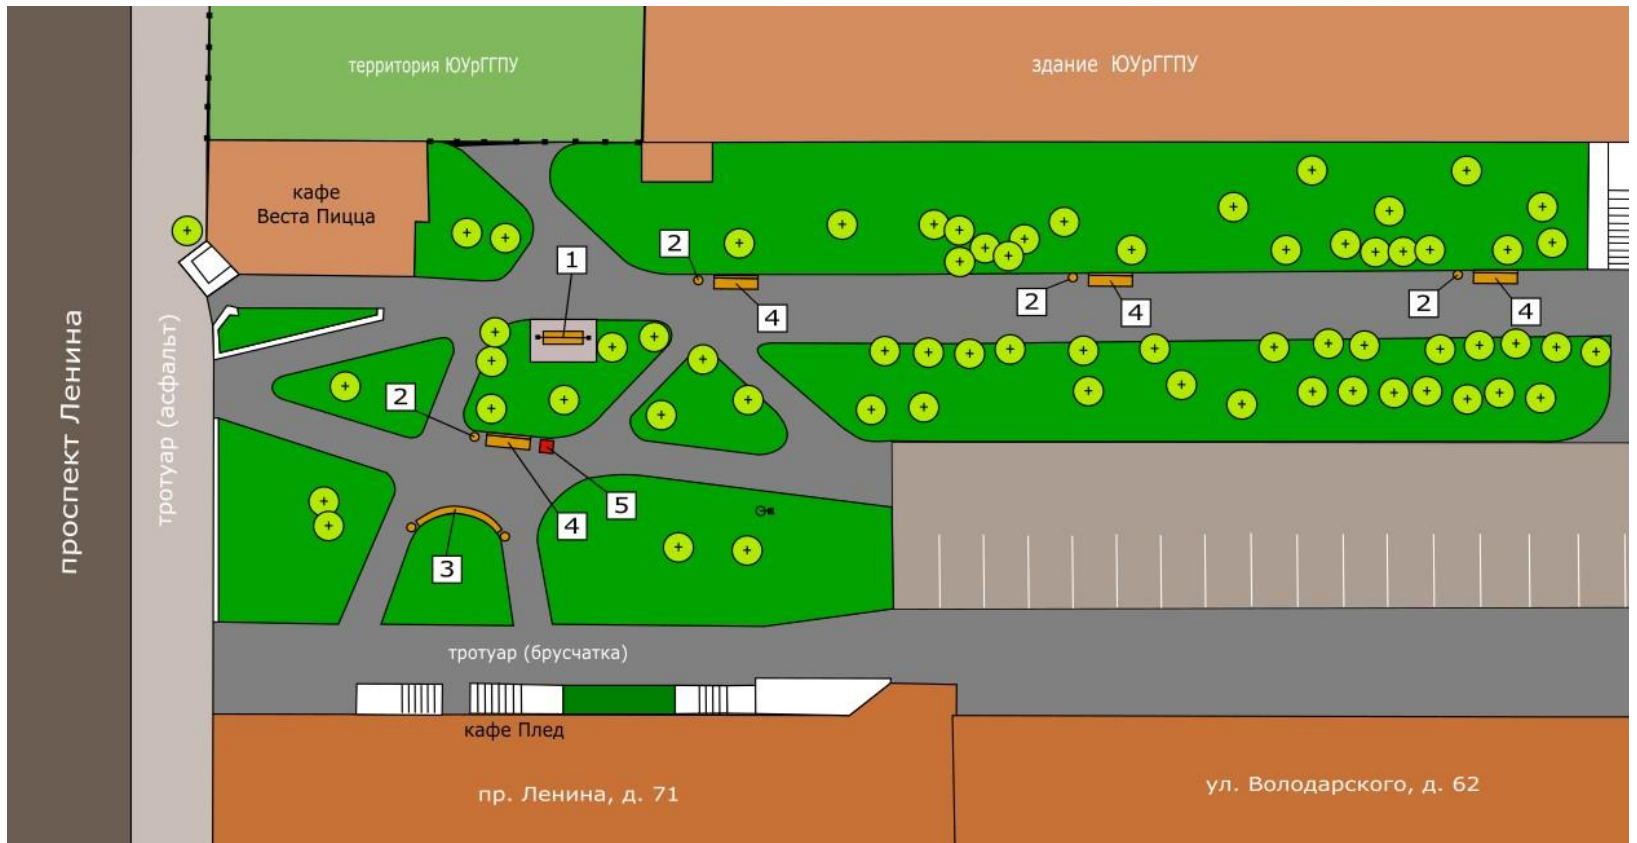 территория ЮУрГГПУ
здание ЮУрГГПУ
кафе
Веста Пицца
2
1
4
2
4
2
4
2
проспект Ленина
тротуар (асфальт)
5
4
3
тротуар (брусчатка)
кафе Плед
пр. Ленина, д. 71
ул. Володарского, д. 62